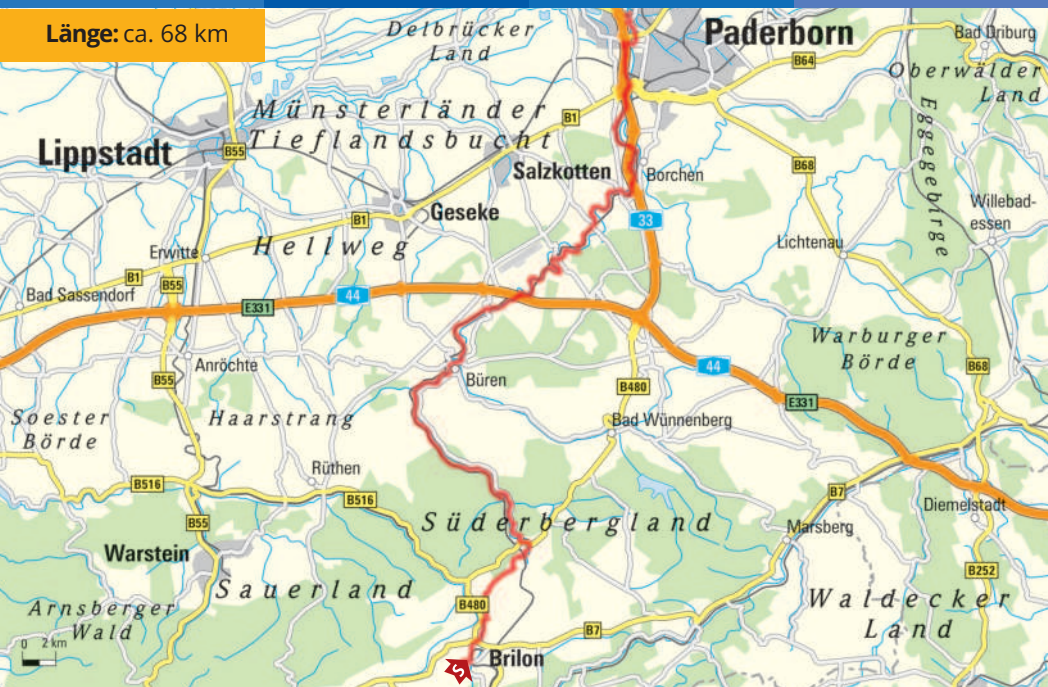 Länge: ca. 68 km
Delbrücker
Land
Paderborn
Bad Driburg
B64
Oberwälder
Land
Münsterländer
Tieflandsbucht
B1
Eggegebirge
Lippstadt
B55
Salzkotten
Borchen
B68
Willebad-
essen
Geseke
B1
33
Lichtenau
Erwitte
Hellweg
B1
B55
Bad Sassendorf
44
E331
Warburger
Börde
Anröchte
B55
Büren
44
B68
B480
E331
Soester
Börde
Haarstrang
Bad Wünnenberg
Rüthen
B516
B516
B7
Diemelstadt
B55
Süderbergland
Marsberg
Warstein
Sauerland
B252
Arnsberger
Wald
B480
Waldecker
Land
B7
0 2 km
Brilon
S